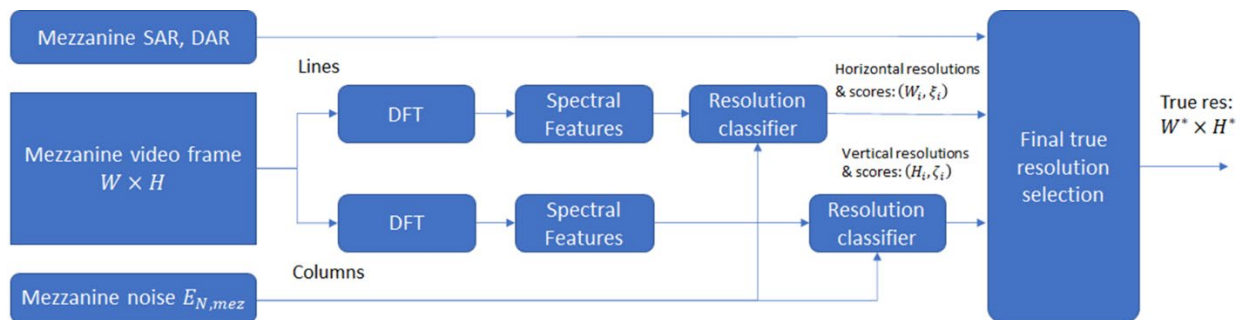 Mezzanine SAR, DAR
Mezzanine video frame
W × H
Mezzanine noise E_{N,mez}
Lines
Columns
DFT
Spectral
Features
Resolution
classifier
Horizontal resolutions
& scores: (W_i, ξ_i)
DFT
Spectral
Features
Vertical resolutions
& scores: (H_i, ζ_i)
Resolution
classifier
Final true
resolution
selection
True res:
W* × H*